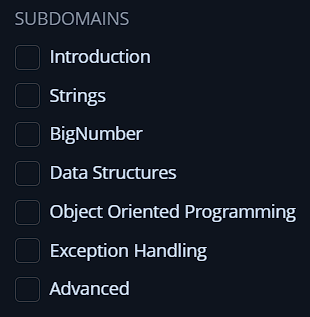 SUBDOMAINS
Introduction
Strings
BigNumber
Data Structures
Object Oriented Programming
Exception Handling
Advanced